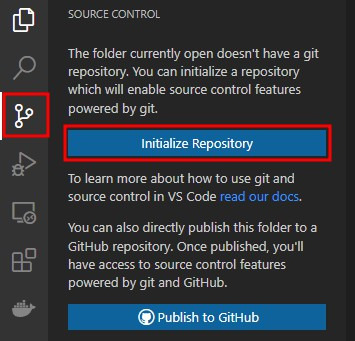 SOURCE CONTROL
The folder currently open doesn't have a git
repository. You can initialize a repository
which will enable source control features
powered by git.
Initialize Repository
To learn more about how to use git and
source control in VS Code read our docs.
You can also directly publish this folder to a
GitHub repository. Once published, you'll
have access to source control features
powered by git and GitHub.
Publish to GitHub